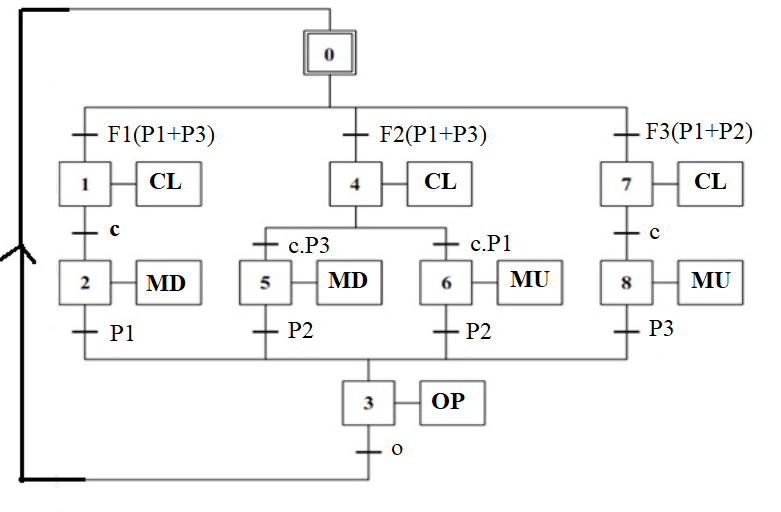 0
F1(P1+P3)
F2(P1+P3)
F3(P1+P2)
1
CL
4
CL
7
CL
c
c.P3
c.P1
c
2
MD
5
MD
6
MU
8
MU
P1
P2
P2
P3
3
OP
o